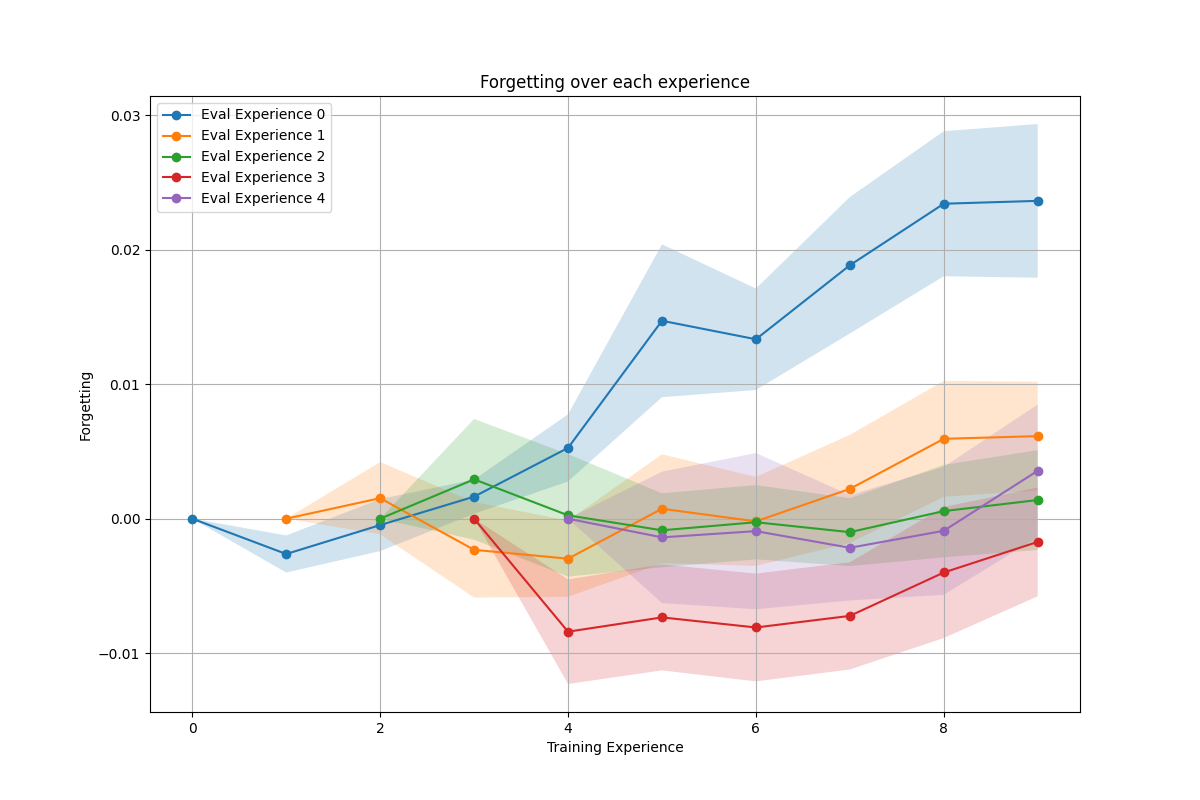 Forgetting over each experience
Eval Experience 0
Eval Experience 1
Eval Experience 2
Eval Experience 3
Eval Experience 4
0.03
0.02
0.01
0.00
−0.01
Forgetting
0 2 4 6 8
Training Experience